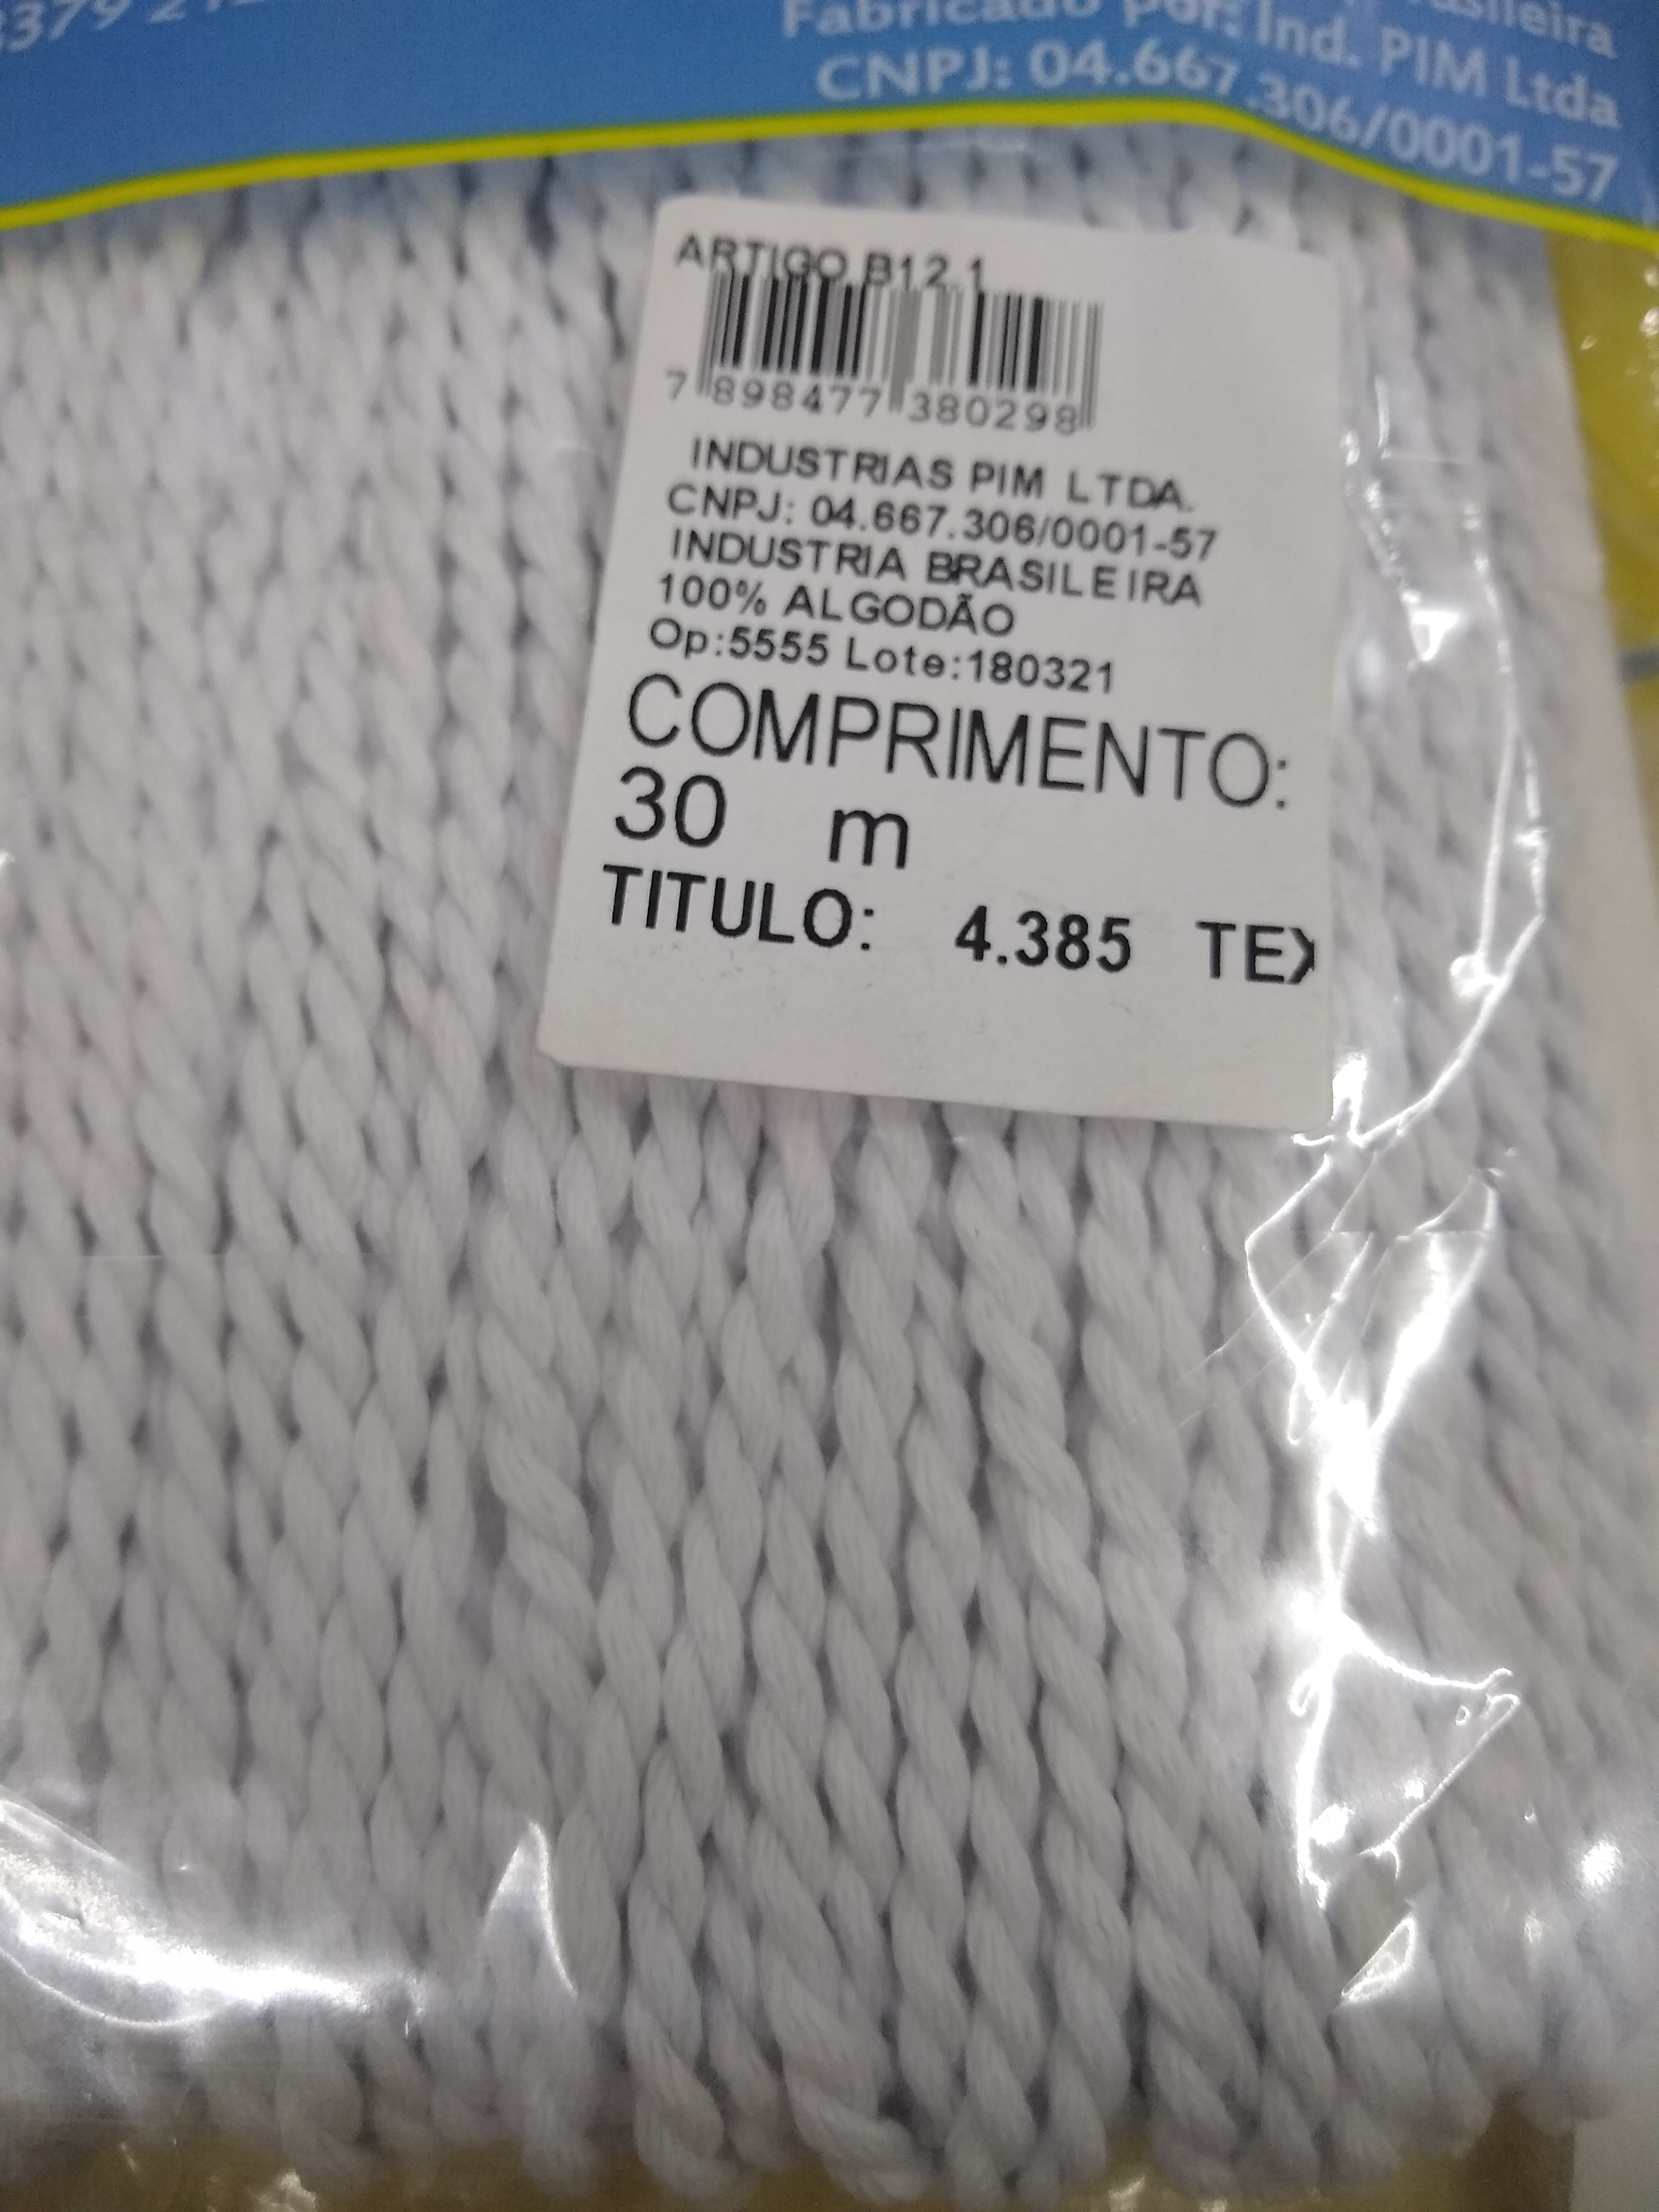 Fabricado por: Ind. PIM Ltda
CNPJ: 04.667.306/0001-57
ARTIGO B12.1
7 898477 380298
INDUSTRIAS PIM LTDA.
CNPJ: 04.667.306/0001-57
INDUSTRIA BRASILEIRA
100% ALGODÃO
Op:5555 Lote:180321
COMPRIMENTO:
30 m
TITULO: 4.385 TEX